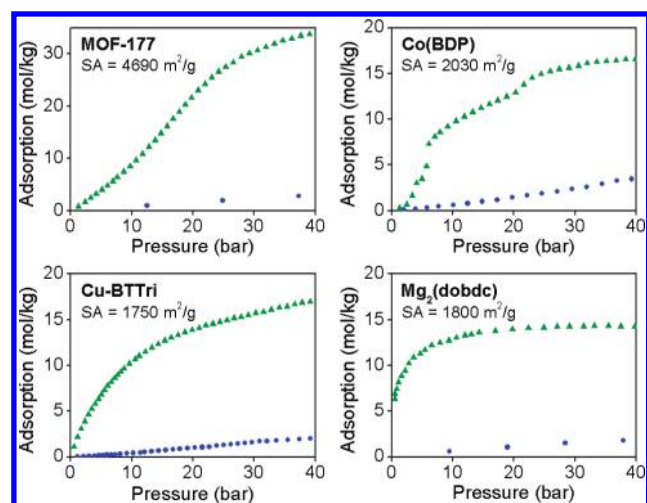 MOF-177
SA = 4690 m²/g
Adsorption (mol/kg)
30
20
10
0
0 10 20 30 40
Pressure (bar)
Co(BDP)
SA = 2030 m²/g
Adsorption (mol/kg)
20
15
10
5
0
0 10 20 30 40
Pressure (bar)
Cu-BTTri
SA = 1750 m²/g
Adsorption (mol/kg)
20
15
10
5
0
0 10 20 30 40
Pressure (bar)
Mg₂(dobdc)
SA = 1800 m²/g
Adsorption (mol/kg)
20
15
10
5
0
0 10 20 30 40
Pressure (bar)